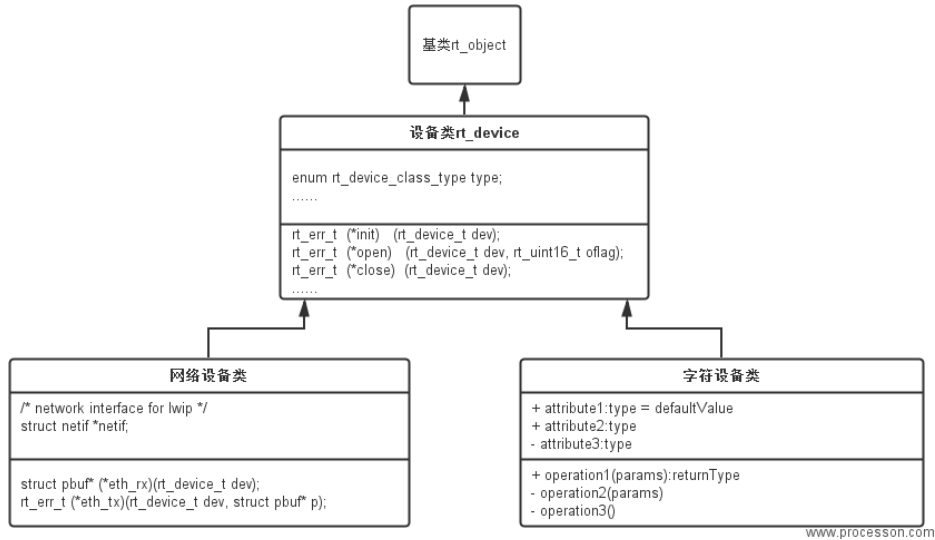 基类rt_object
设备类rt_device
enum rt_device_class_type type;
......
rt_err_t (*init) (rt_device_t dev);
rt_err_t (*open) (rt_device_t dev, rt_uint16_t oflag);
rt_err_t (*close) (rt_device_t dev);
......
网络设备类
/* network interface for lwip */
struct netif *netif;
struct pbuf* (*eth_rx)(rt_device_t dev);
rt_err_t (*eth_tx)(rt_device_t dev, struct pbuf* p);
字符设备类
+ attribute1:type = defaultValue
+ attribute2:type
- attribute3:type
+ operation1(params):returnType
- operation2(params)
- operation3()
www.processon.com